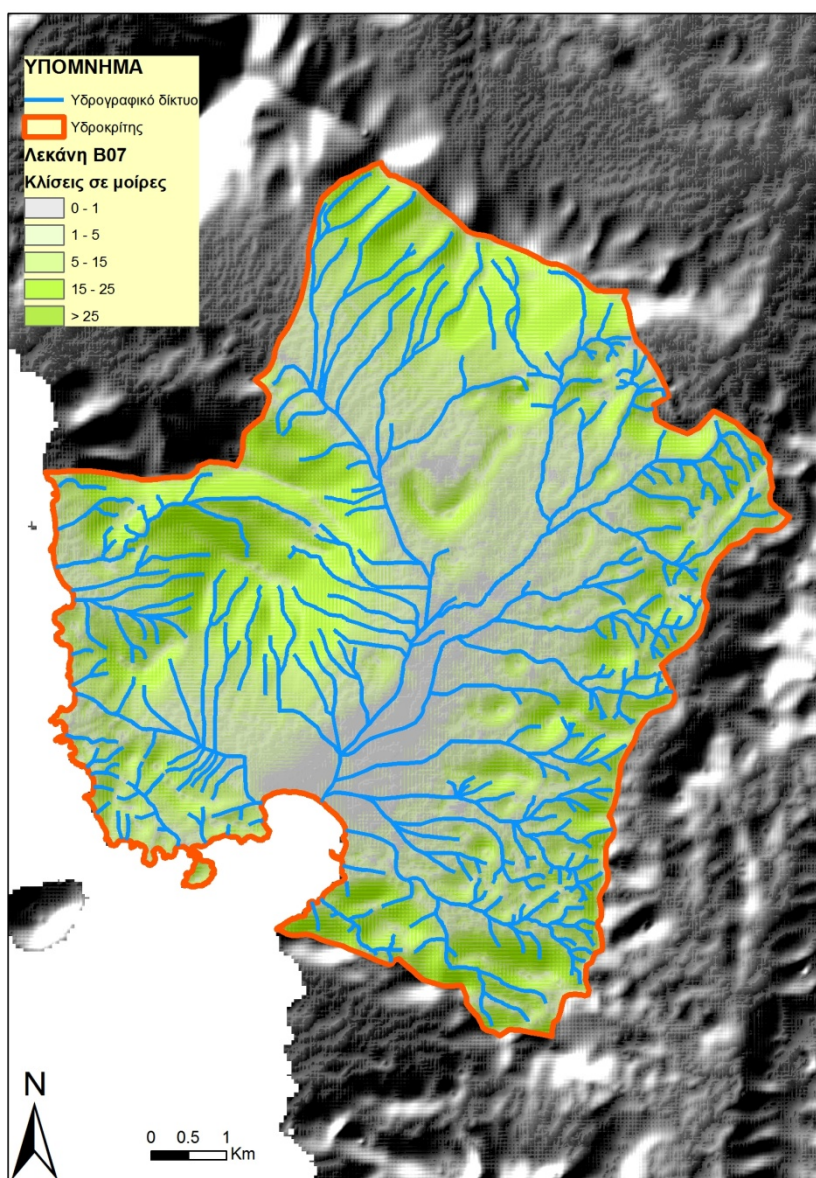 ΥΠΟΜΝΗΜΑ
Υδρογραφικό δίκτυο
Υδροκρίτης
Λεκάνη Β07
Κλίσεις σε μοίρες
0 - 1
1 - 5
5 - 15
15 - 25
> 25
N
0 0.5 1
Km